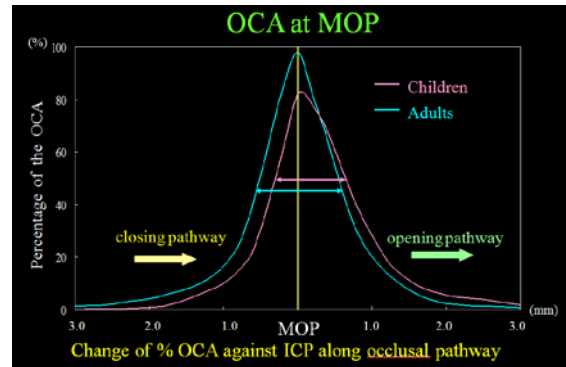 OCA at MOP
(%)
100
80
60
40
20
0
Percentage of the OCA
Children
Adults
closing pathway
opening pathway
3.0 2.0 1.0 MOP 1.0 2.0 3.0 (mm)
Change of % OCA against ICP along occlusal pathway